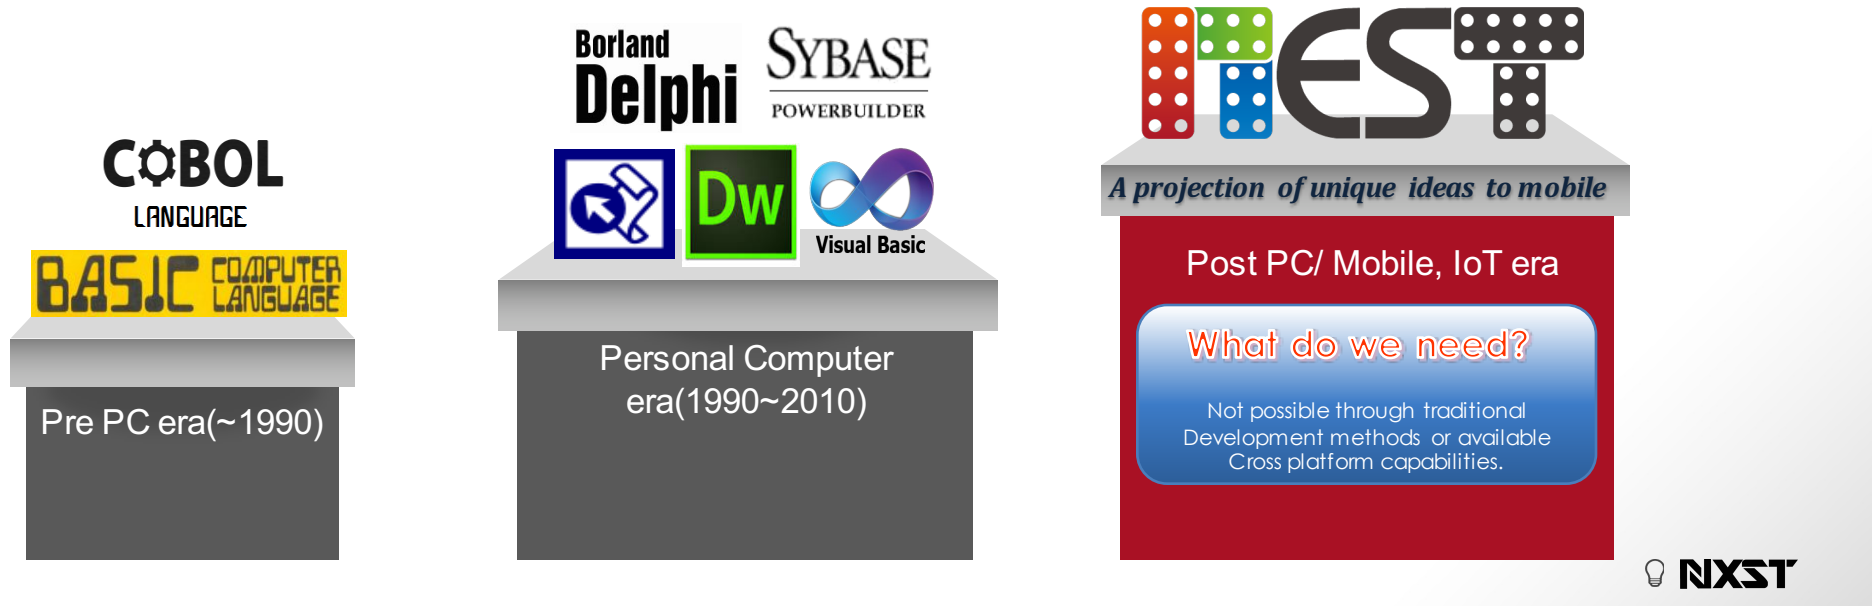 COBOL
LANGUAGE
BASIC COMPUTER
LANGUAGE
Pre PC era(~1990)
Borland
Delphi
SYBASE
POWERBUILDER
Dw
Visual Basic
Personal Computer
era(1990~2010)
nEST
A projection of unique ideas to mobile
Post PC/ Mobile, IoT era
What do we need?
Not possible through traditional
Development methods or available
Cross platform capabilities.
NXST